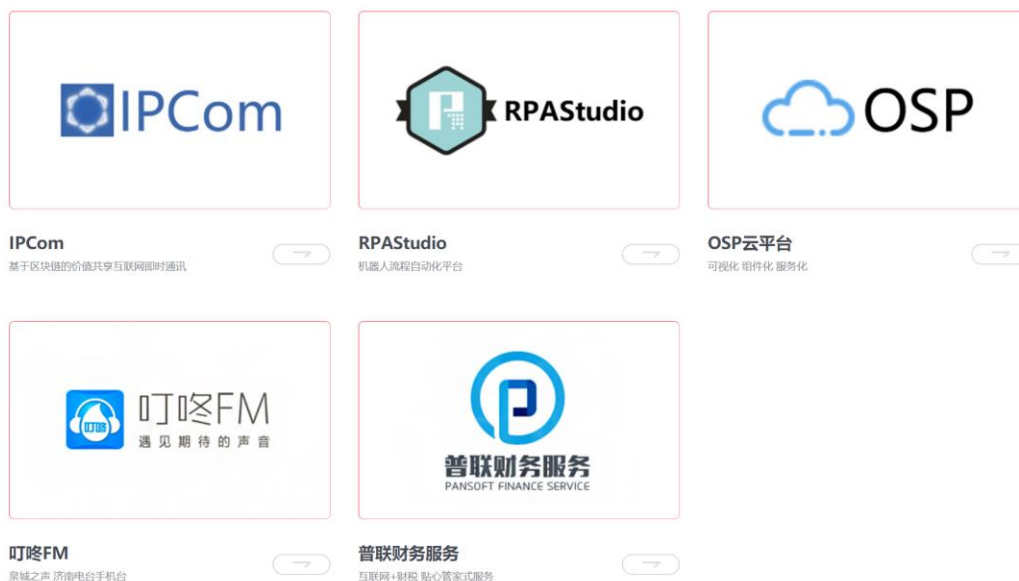 IPCom
RPAStudio
OSP
IPCom
RPAStudio
OSP云平台
基于区块链的价值共享互联网即时通讯
机器人流程自动化平台
可视化 组件化 服务化
叮咚
叮咚FM
遇见期待的声音
普联财务服务
PANSOFT FINANCE SERVICE
叮咚FM
普联财务服务
泉城之声 济南电台手机台
互联网+财税 贴心管家式服务